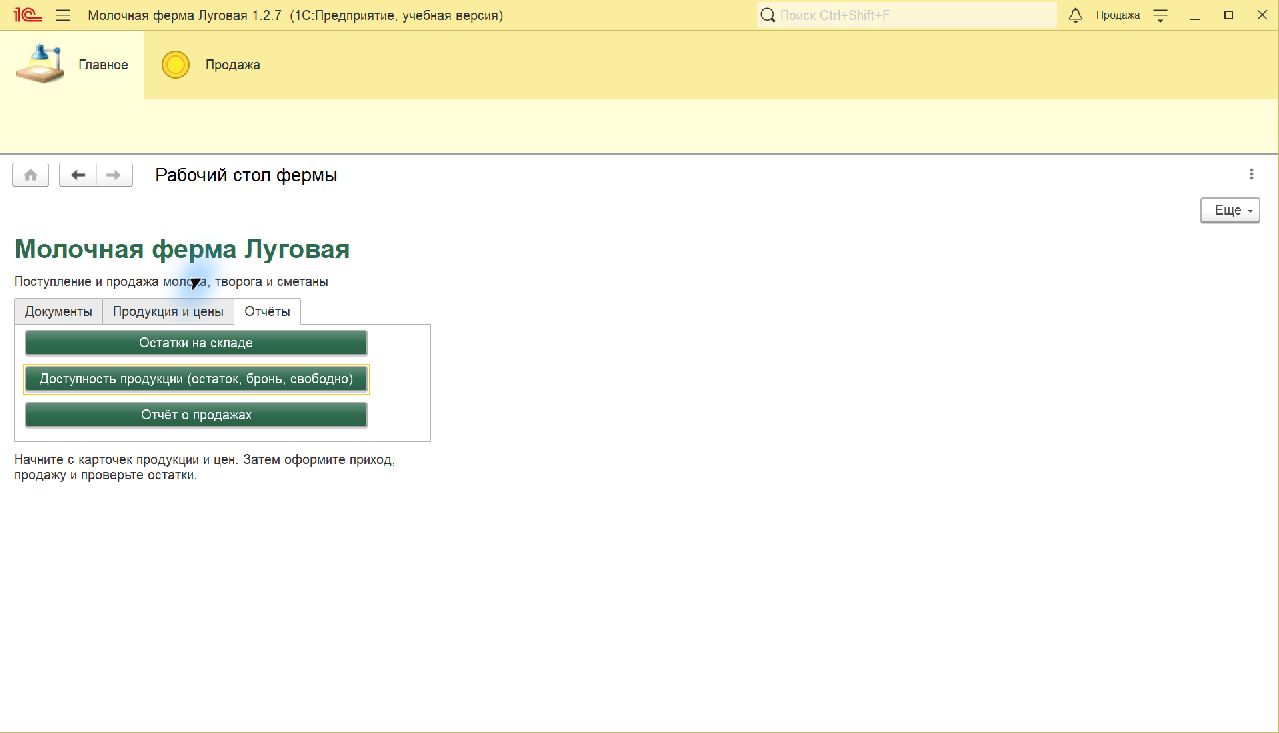 1С Молочная ферма Луговая 1.2.7 (1С:Предприятие, учебная версия) Поиск Ctrl+Shift+F Продажа
Главное Продажа
Рабочий стол фермы
Еще
Молочная ферма Луговая
Поступление и продажа молока, творога и сметаны
Документы Продукция и цены Отчёты
Остатки на складе
Доступность продукции (остаток, бронь, свободно)
Отчёт о продажах
Начните с карточек продукции и цен. Затем оформите приход,
продажу и проверьте остатки.